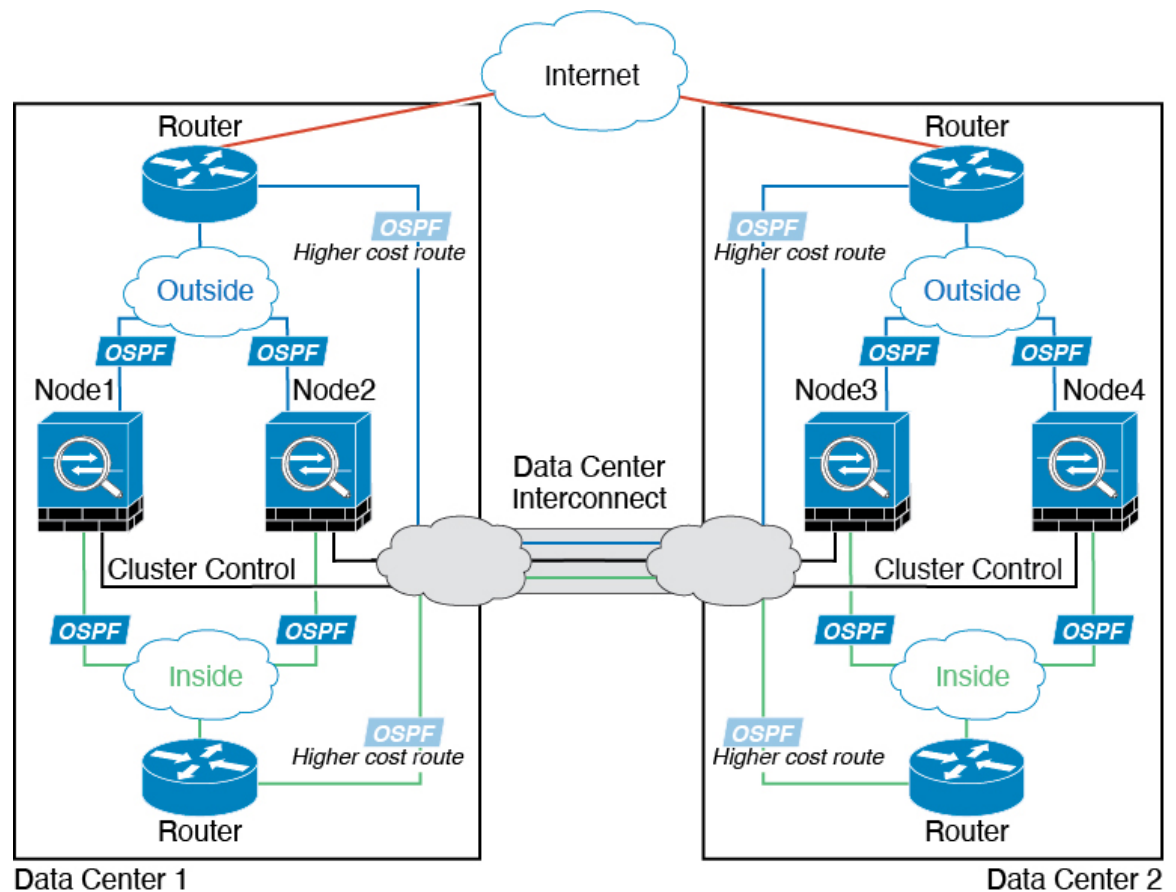 Internet
Router
Router
OSPF
Higher cost route
OSPF
Higher cost route
Outside
Outside
OSPF
OSPF
OSPF
OSPF
Node1
Node2
Node3
Node4
Data Center
Interconnect
Cluster Control
Cluster Control
OSPF
OSPF
OSPF
OSPF
Inside
Inside
OSPF
Higher cost route
OSPF
Higher cost route
Router
Router
Data Center 1
Data Center 2